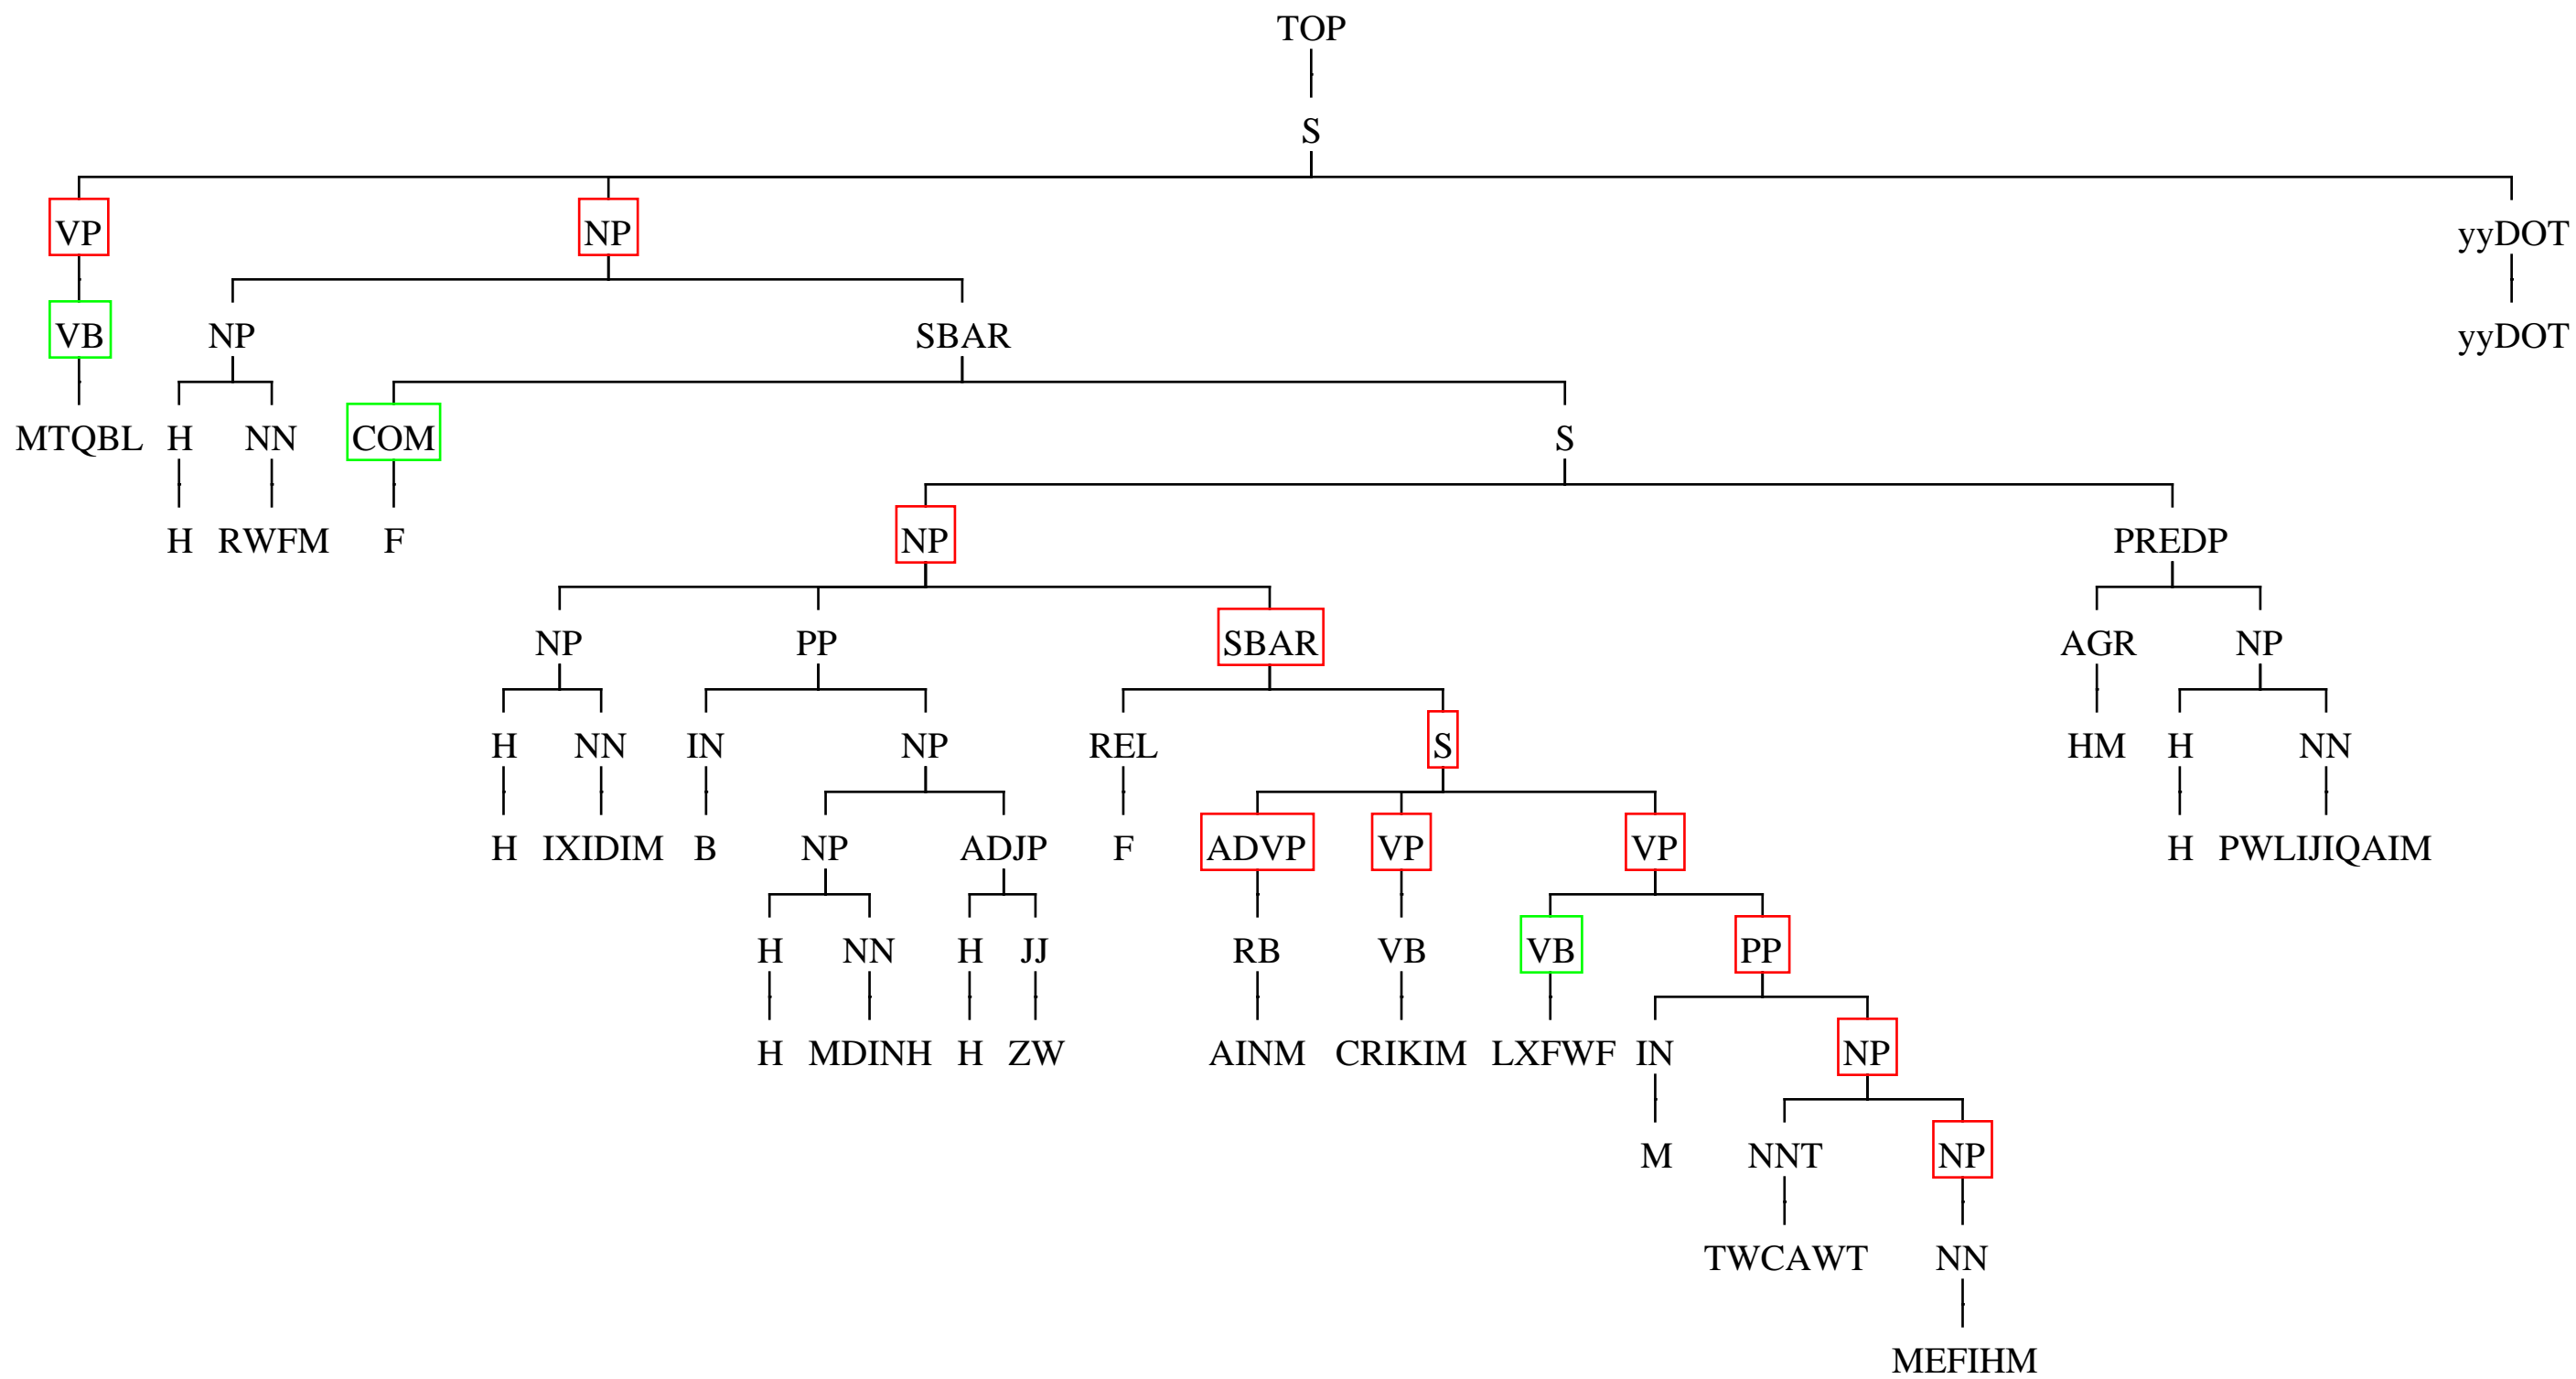 TOP
S
VP NP yyDOT
VB NP SBAR yyDOT
MTQBL H NN COM S
H RWFM F NP PREDP
NP PP SBAR AGR NP
H NN IN NP REL S HM H NN
H IXIDIM B NP ADJP F ADVP VP VP H PWLIJIQAIM
H NN H JJ RB VB VB PP
H MDINH H ZW AINM CRIKIM LXFWF IN NP
M NNT NP
TWCAWT NN
MEFIHM